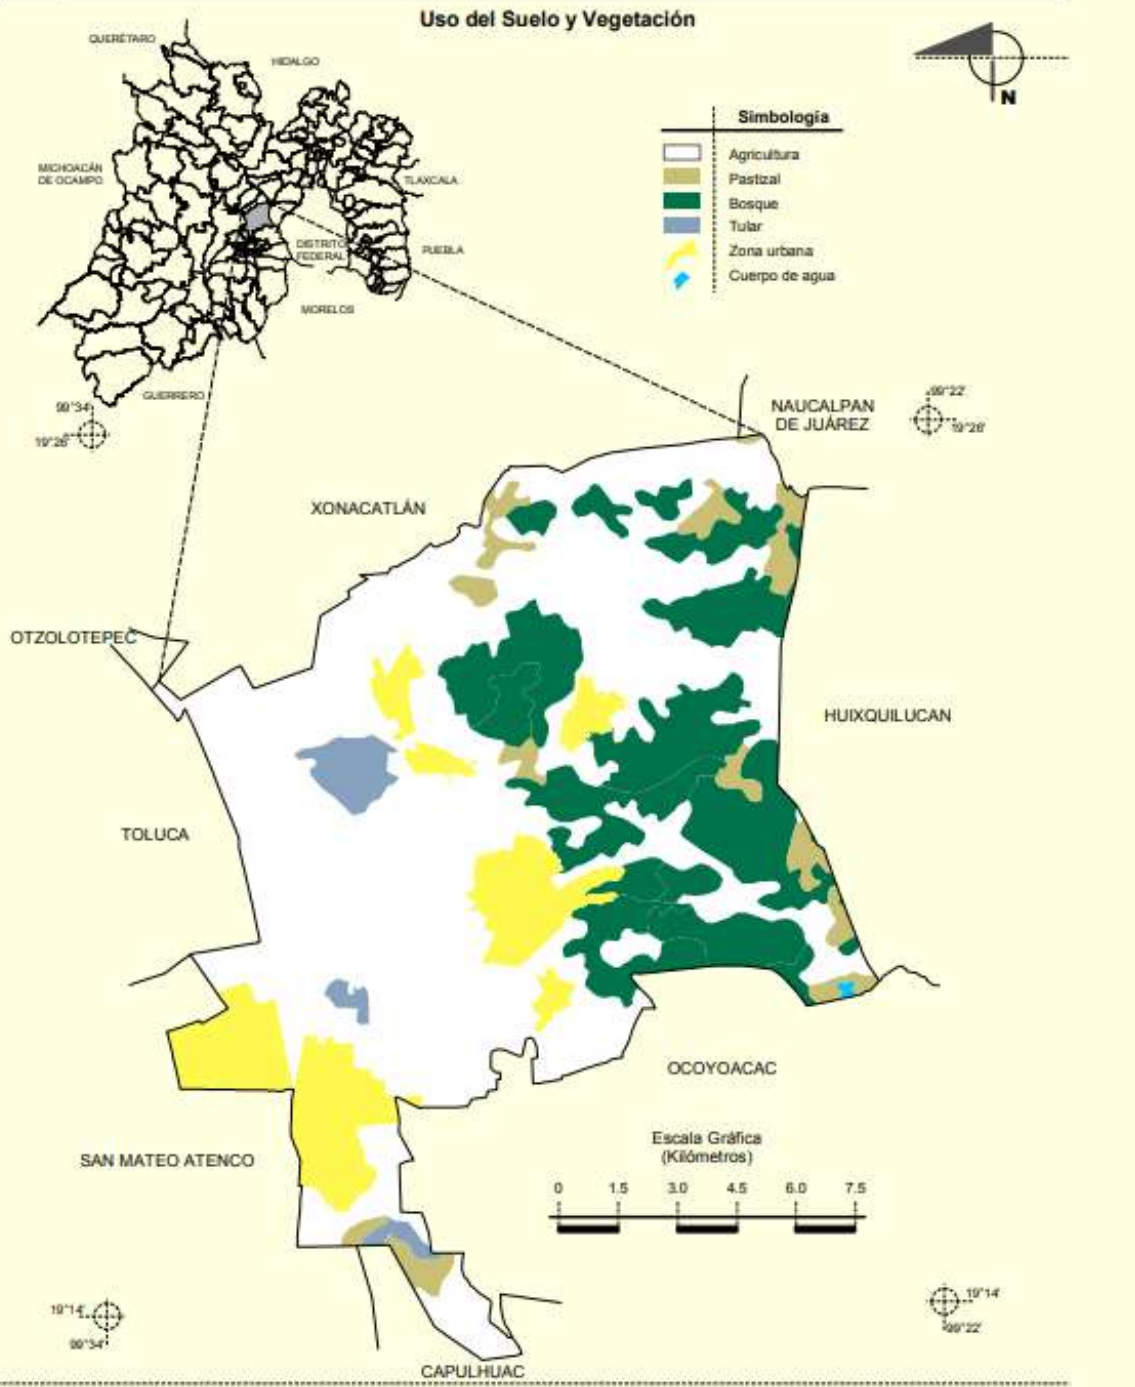 Uso del Suelo y Vegetación
QUERÉTARO
HIDALGO
MICHOACÁN
DE OCAMPO
TLAXCALA
DISTRITO
FEDERAL
PUEBLA
MORELOS
GUERRERO
N
Simbología
Agricultura
Pastizal
Bosque
Tular
Zona urbana
Cuerpo de agua
99°34'
19°26'
99°22'
19°26'
NAUCALPAN
DE JUÁREZ
XONACATLÁN
OTZOLOTEPEC
HUIXQUILUCAN
TOLUCA
OCOYOACAC
SAN MATEO ATENCO
Escala Gráfica
(Kilómetros)
0 1.5 3.0 4.5 6.0 7.5
19°14'
99°34'
19°14'
99°22'
CAPULHUAC